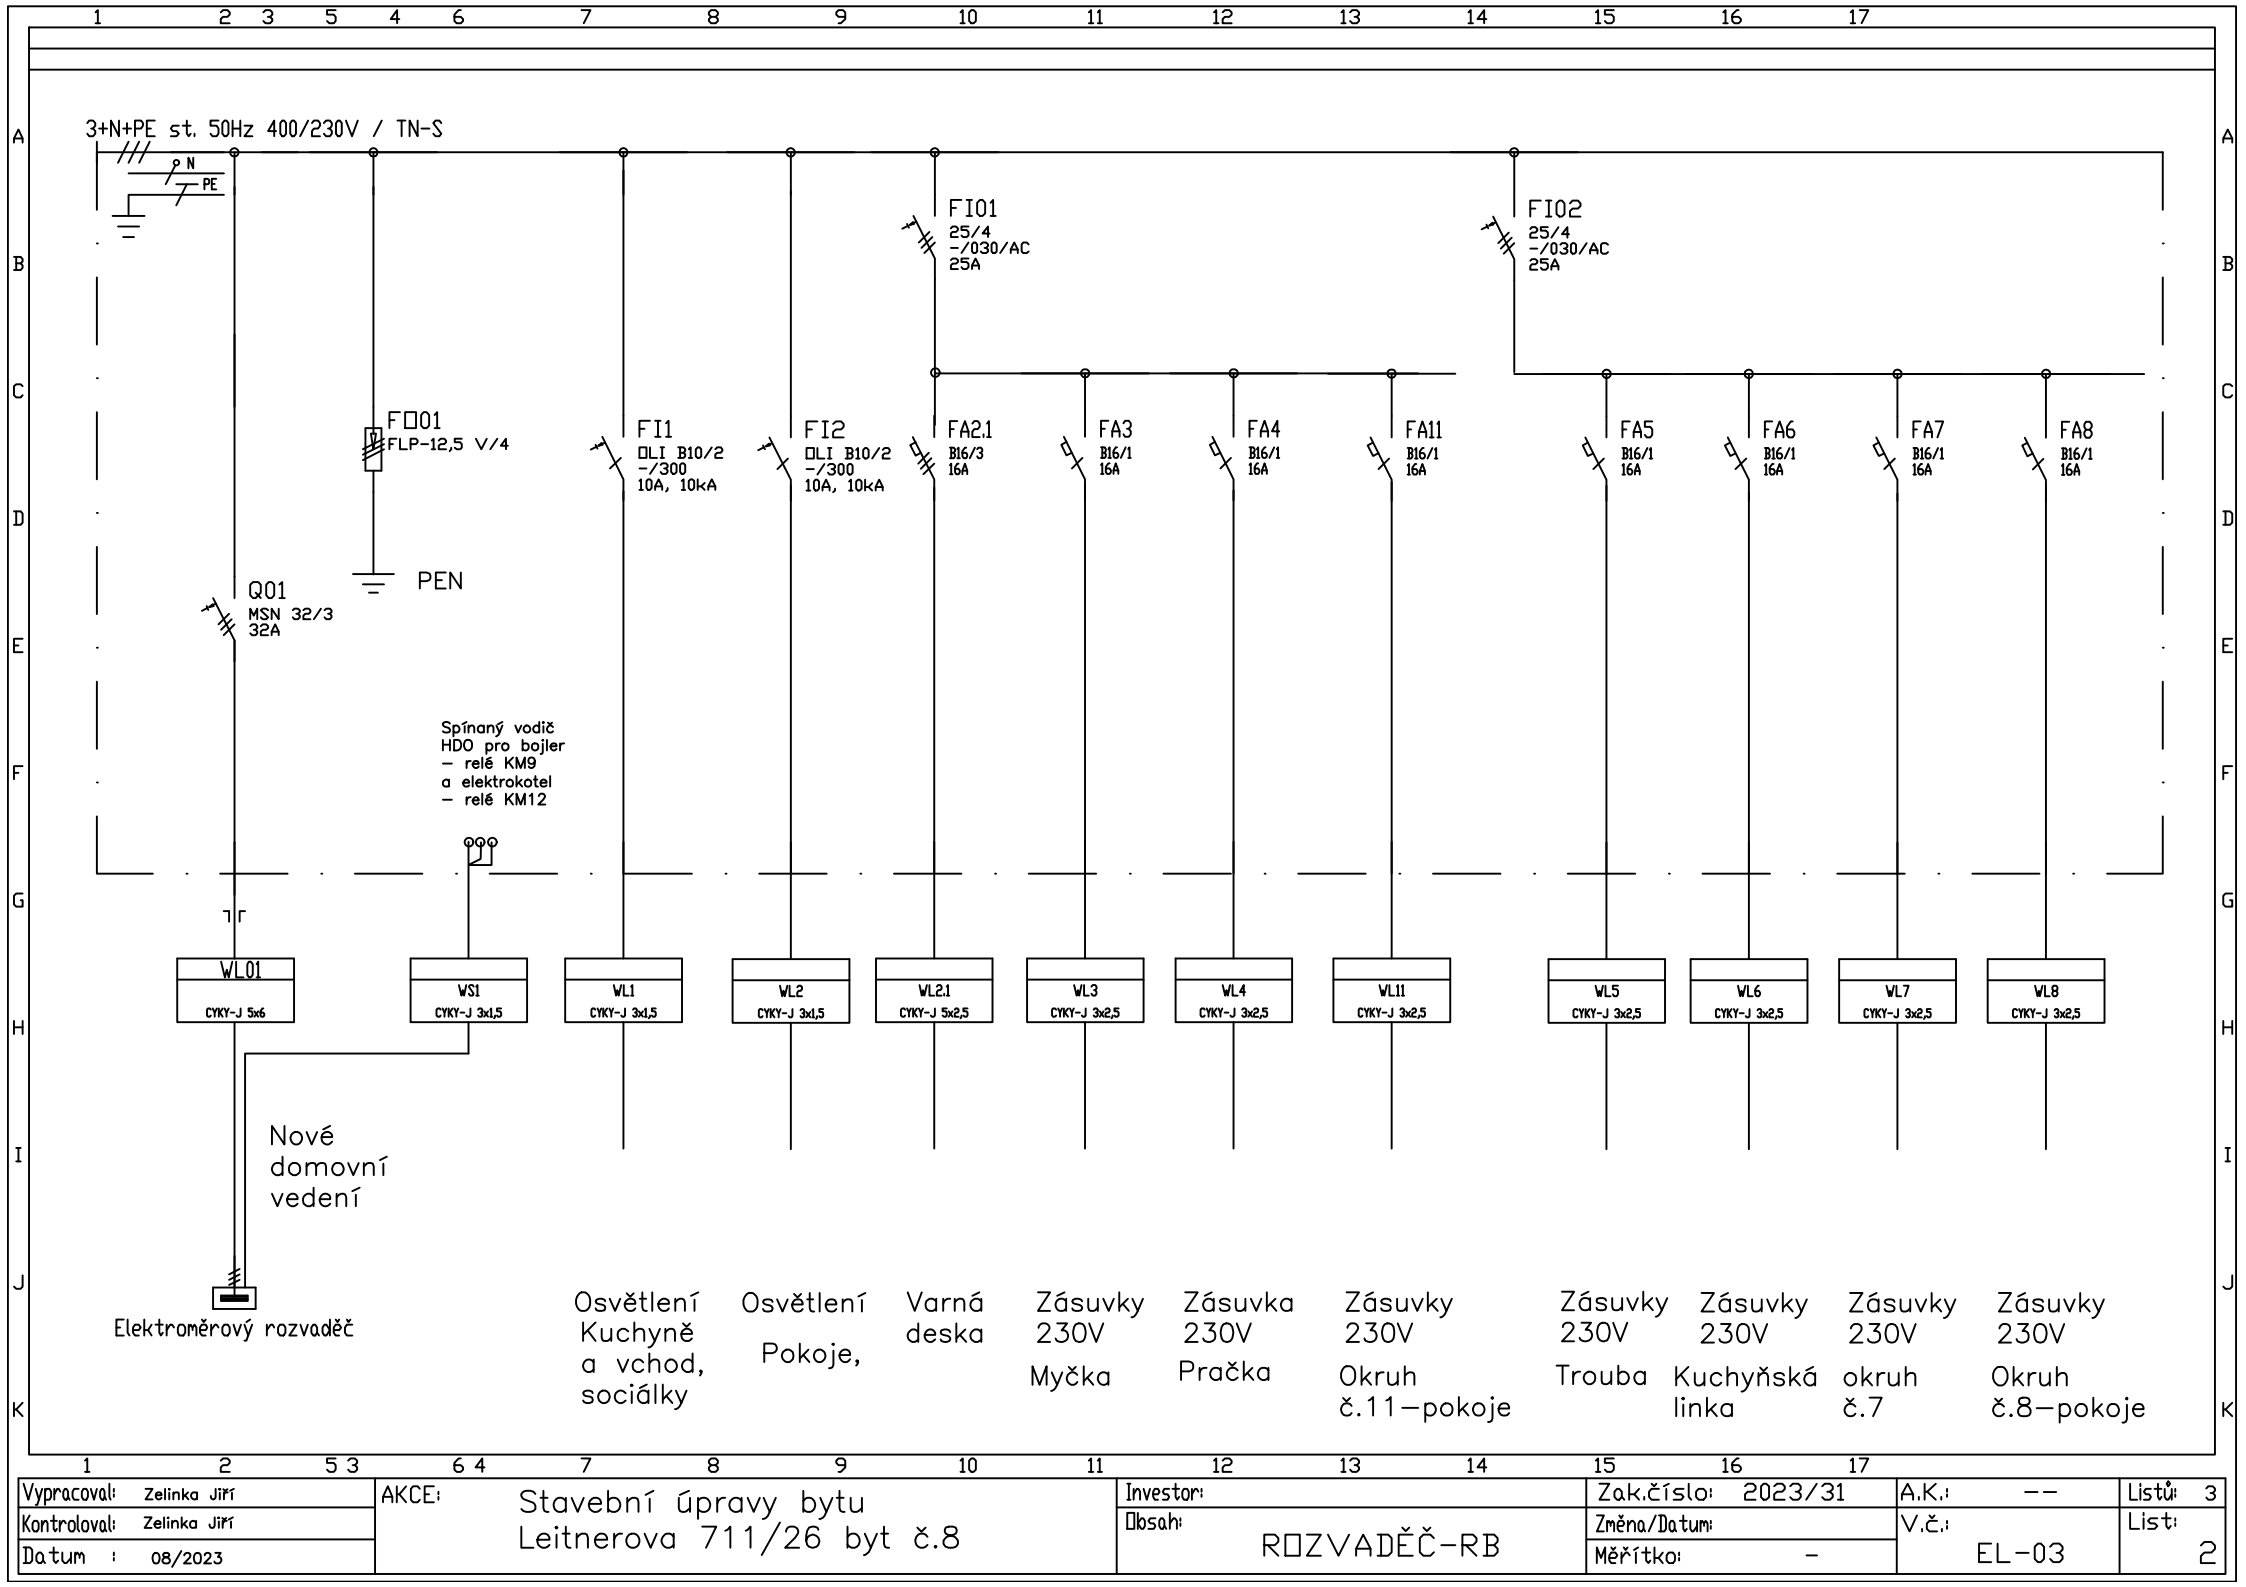 1 2 3 5 4 6 7 8 9 10 11 12 13 14 15 16 17
A A
B B
C C
D D
E E
F F
G G
H H
I I
J J
K K
3+N+PE st. 50Hz 400/230V / TN-S
N
PE
FI01
25/4
-/030/AC
25A
FI02
25/4
-/030/AC
25A
FO01
FLP-12,5 V/4
PEN
FI1
OLI B10/2
-/300
10A, 10kA
FI2
OLI B10/2
-/300
10A, 10kA
FA2.1
B16/3
16A
FA3
B16/1
16A
FA4
B16/1
16A
FA11
B16/1
16A
FA5
B16/1
16A
FA6
B16/1
16A
FA7
B16/1
16A
FA8
B16/1
16A
Q01
MSN 32/3
32A
Spínaný vodič
HDO pro bojler
– relé KM9
a elektrokotel
– relé KM12
WL01
CYKY-J 5x6
WS1
CYKY-J 3x1,5
WL1
CYKY-J 3x1,5
WL2
CYKY-J 3x1,5
WL2.1
CYKY-J 5x2,5
WL3
CYKY-J 3x2,5
WL4
CYKY-J 3x2,5
WL11
CYKY-J 3x2,5
WL5
CYKY-J 3x2,5
WL6
CYKY-J 3x2,5
WL7
CYKY-J 3x2,5
WL8
CYKY-J 3x2,5
Nové
domovní
vedení
Elektroměrový rozvaděč
Osvětlení
Kuchyně
a vchod,
sociálky
Osvětlení
Pokoje,
Varná
deska
Zásuvky
230V
Myčka
Zásuvka
230V
Pračka
Zásuvky
230V
Okruh
č.11–pokoje
Zásuvky
230V
Trouba
Zásuvky
230V
Kuchyňská
linka
Zásuvky
230V
okruh
č.7
Zásuvky
230V
Okruh
č.8–pokoje
1 2 5 3 6 4 7 8 9 10 11 12 13 14 15 16 17
Vypracoval: Zelinka Jiří
Kontroloval: Zelinka Jiří
Datum : 08/2023
AKCE: Stavební úpravy bytu
Leitnerova 711/26 byt č.8
Investor:
Obsah:
ROZVADĚČ-RB
Zak.číslo: 2023/31
Změna/Datum:
Měřítko: -
A.K.: --
V.č.:
EL-03
Listů: 3
List:
2